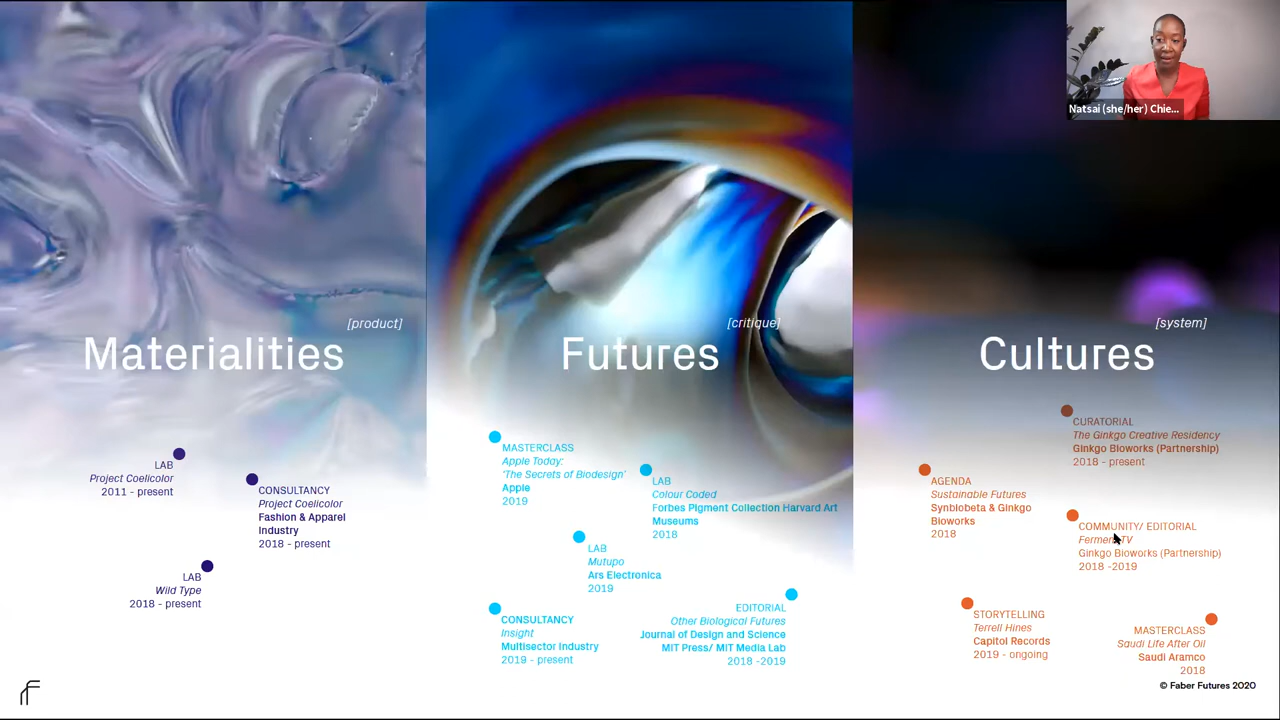 Natsai (she/her) Chie...
[product]
Materialities
LAB
Project Coelicolor
2011 - present
CONSULTANCY
Project Coelicolor
Fashion & Apparel
Industry
2018 - present
LAB
Wild Type
2018 - present
[critique]
Futures
MASTERCLASS
Apple Today:
'The Secrets of Biodesign'
Apple
2019
LAB
Colour Coded
Forbes Pigment Collection Harvard Art
Museums
2018
LAB
Mutupo
Ars Electronica
2019
CONSULTANCY
Insight
Multisector Industry
2019 - present
EDITORIAL
Other Biological Futures
Journal of Design and Science
MIT Press/ MIT Media Lab
2018 -2019
[system]
Cultures
CURATORIAL
The Ginkgo Creative Residency
Ginkgo Bioworks (Partnership)
2018 - present
AGENDA
Sustainable Futures
Synbiobeta & Ginkgo
Bioworks
2018
COMMUNITY/ EDITORIAL
Ferment TV
Ginkgo Bioworks (Partnership)
2018 -2019
STORYTELLING
Terrell Hines
Capitol Records
2019 - ongoing
MASTERCLASS
Saudi Life After Oil
Saudi Aramco
2018
© Faber Futures 2020